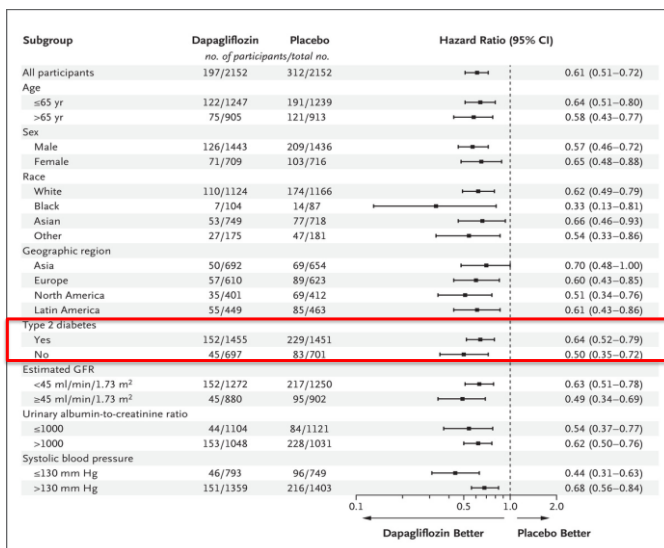 Subgroup Dapagliflozin Placebo Hazard Ratio (95% CI)
no. of participants/total no.
All participants 197/2152 312/2152 0.61 (0.51–0.72)
Age
≤65 yr 122/1247 191/1239 0.64 (0.51–0.80)
>65 yr 75/905 121/913 0.58 (0.43–0.77)
Sex
Male 126/1443 209/1436 0.57 (0.46–0.72)
Female 71/709 103/716 0.65 (0.48–0.88)
Race
White 110/1124 174/1166 0.62 (0.49–0.79)
Black 7/104 14/87 0.33 (0.13–0.81)
Asian 53/749 77/718 0.66 (0.46–0.93)
Other 27/175 47/181 0.54 (0.33–0.86)
Geographic region
Asia 50/692 69/654 0.70 (0.48–1.00)
Europe 57/610 89/623 0.60 (0.43–0.85)
North America 35/401 69/412 0.51 (0.34–0.76)
Latin America 55/449 85/463 0.61 (0.43–0.86)
Type 2 diabetes
Yes 152/1455 229/1451 0.64 (0.52–0.79)
No 45/697 83/701 0.50 (0.35–0.72)
Estimated GFR
<45 ml/min/1.73 m² 152/1272 217/1250 0.63 (0.51–0.78)
≥45 ml/min/1.73 m² 45/880 95/902 0.49 (0.34–0.69)
Urinary albumin-to-creatinine ratio
≤1000 44/1104 84/1121 0.54 (0.37–0.77)
>1000 153/1048 228/1031 0.62 (0.50–0.76)
Systolic blood pressure
≤130 mm Hg 46/793 96/749 0.44 (0.31–0.63)
>130 mm Hg 151/1359 216/1403 0.68 (0.56–0.84)
0.1 0.5 1.0 2.0
Dapagliflozin Better Placebo Better